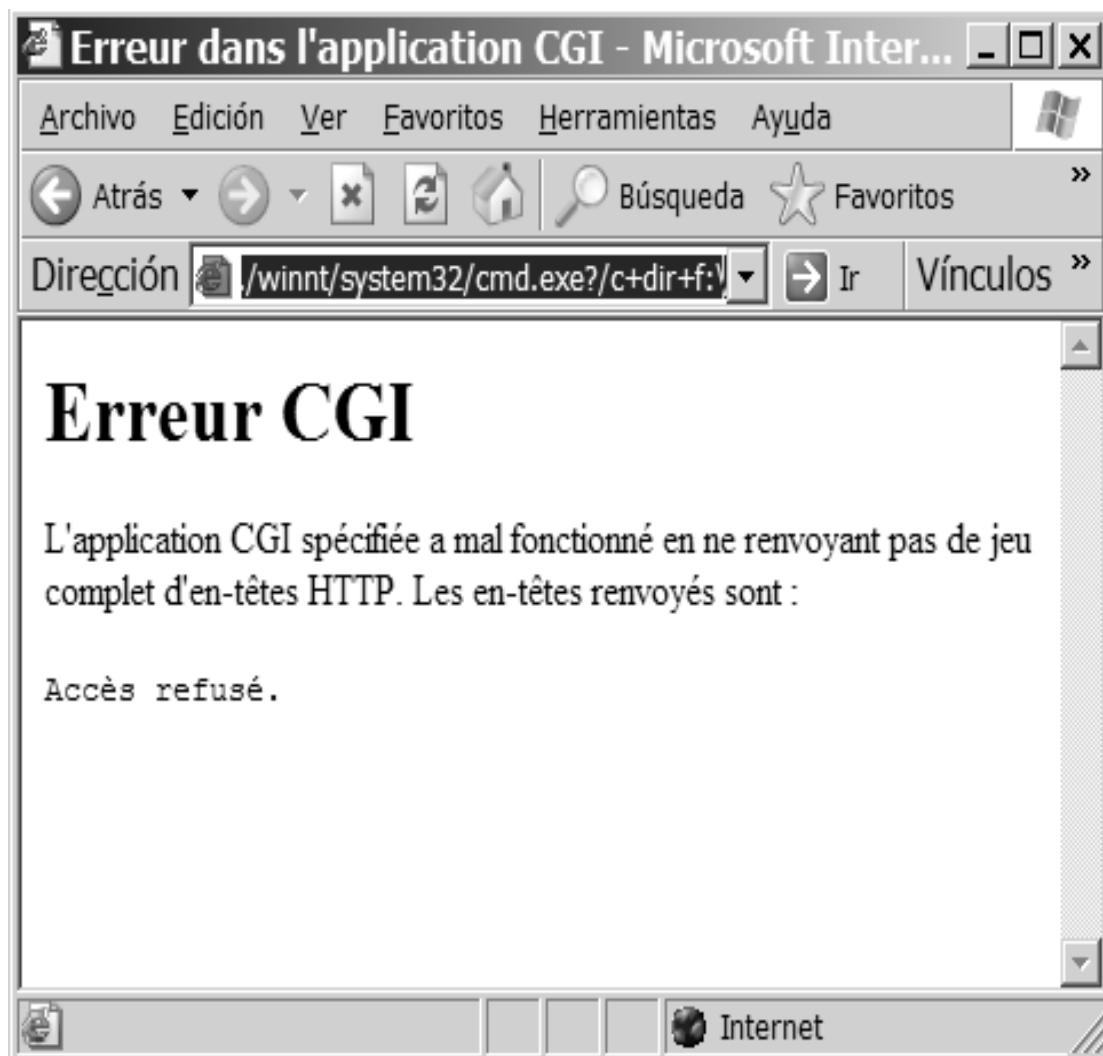 Erreur dans l'application CGI - Microsoft Inter...
Archivo Edición Ver Favoritos Herramientas Ayuda
Atrás Búsqueda Favoritos »
Dirección ./winnt/system32/cmd.exe?/c+dir+f:\ Ir Vínculos »
Erreur CGI
L'application CGI spécifiée a mal fonctionné en ne renvoyant pas de jeu
complet d'en-têtes HTTP. Les en-têtes renvoyés sont :
Accès refusé.
Internet